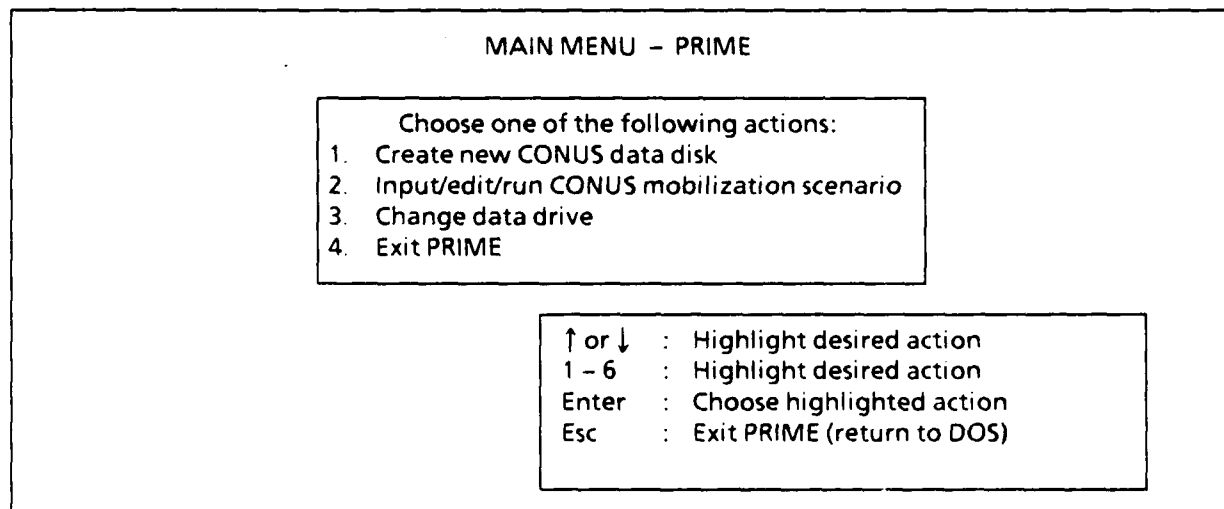 MAIN MENU – PRIME
Choose one of the following actions:
1. Create new CONUS data disk
2. Input/edit/run CONUS mobilization scenario
3. Change data drive
4. Exit PRIME
↑ or ↓ : Highlight desired action
1 – 6 : Highlight desired action
Enter : Choose highlighted action
Esc : Exit PRIME (return to DOS)